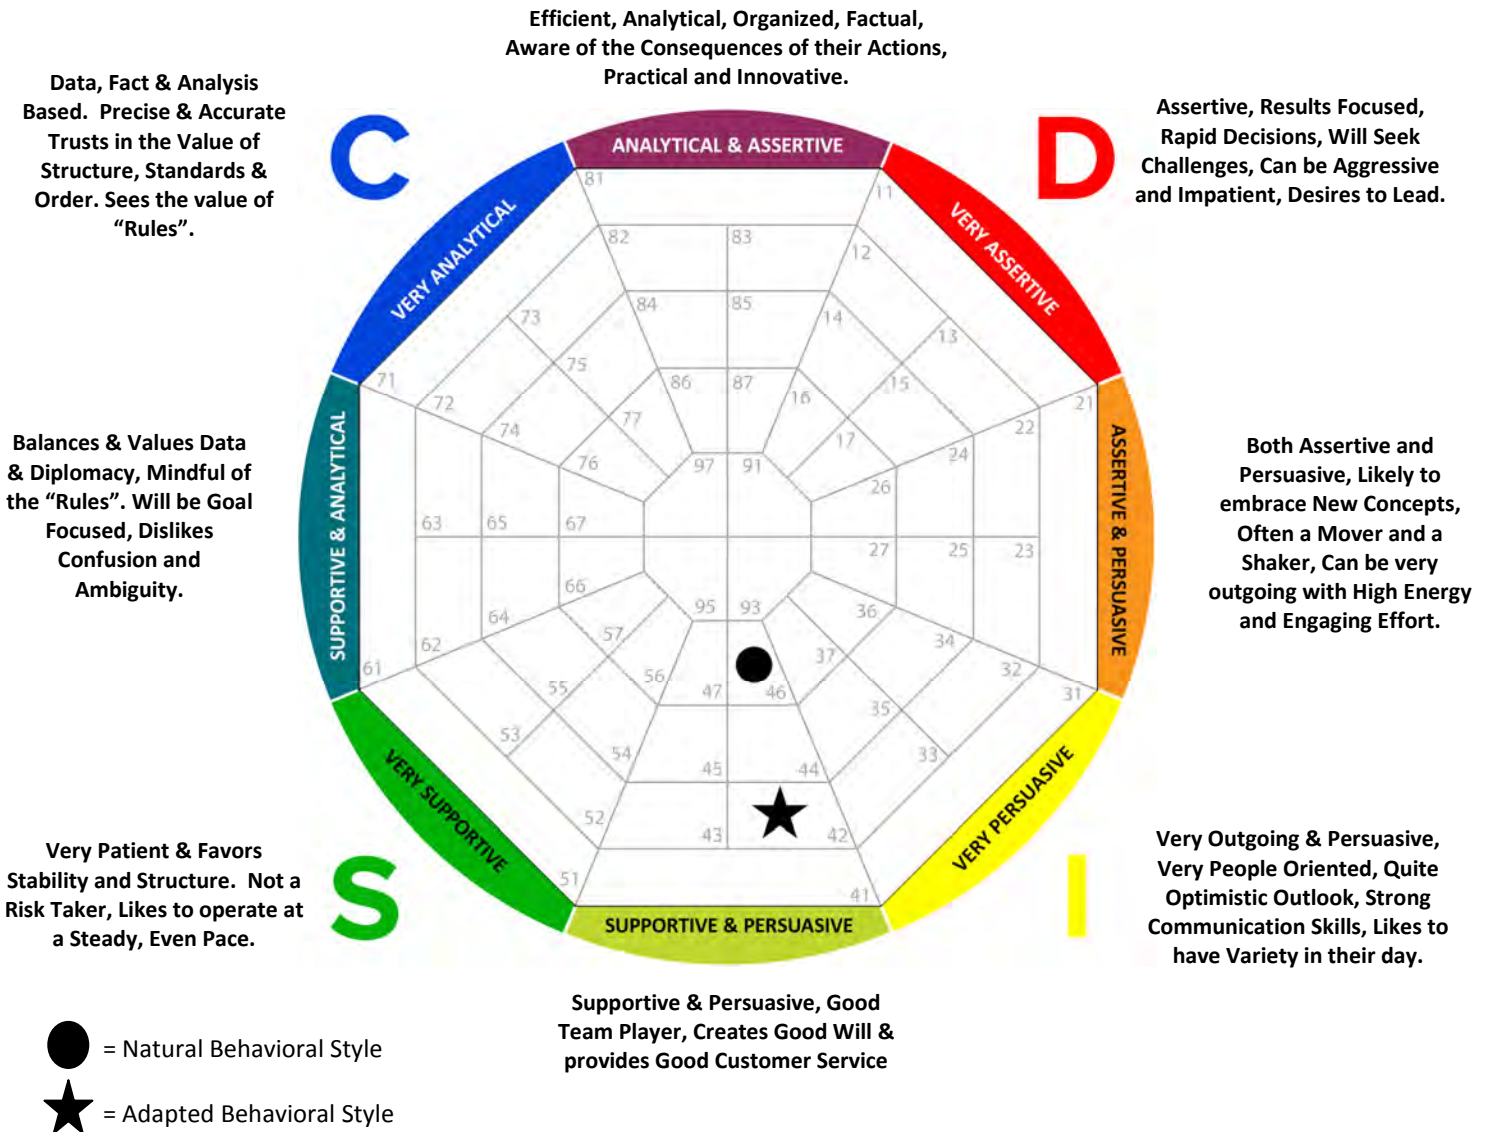 Efficient, Analytical, Organized, Factual,
Aware of the Consequences of their Actions,
Practical and Innovative.
Data, Fact & Analysis
Based.  Precise & Accurate
Trusts in the Value of
Structure, Standards &
Order. Sees the value of
“Rules”.
C
ANALYTICAL & ASSERTIVE
D
Assertive, Results Focused,
Rapid Decisions, Will Seek
Challenges, Can be Aggressive
and Impatient, Desires to Lead.
VERY ANALYTICAL
VERY ASSERTIVE
81
11
82
83
12
84
85
14
73
13
75
15
71
86
87
16
21
72
77
22
74
17
24
76
97
91
26
Balances & Values Data
& Diplomacy, Mindful of
the “Rules”. Will be Goal
Focused, Dislikes
Confusion and
Ambiguity.
SUPPORTIVE & ANALYTICAL
ASSERTIVE & PERSUASIVE
Both Assertive and
Persuasive, Likely to
embrace New Concepts,
Often a Mover and a
Shaker, Can be very
outgoing with High Energy
and Engaging Effort.
63
65
67
27
25
23
66
95
93
36
64
57
34
62
37
32
61
56
47
46
31
55
35
53
54
45
44
33
52
43
42
51
41
VERY SUPPORTIVE
VERY PERSUASIVE
Very Patient & Favors
Stability and Structure.  Not a
Risk Taker, Likes to operate at
a Steady, Even Pace.
S
SUPPORTIVE & PERSUASIVE
I
Very Outgoing & Persuasive,
Very People Oriented, Quite
Optimistic Outlook, Strong
Communication Skills, Likes to
have Variety in their day.
Supportive & Persuasive, Good
Team Player, Creates Good Will &
provides Good Customer Service
= Natural Behavioral Style
= Adapted Behavioral Style